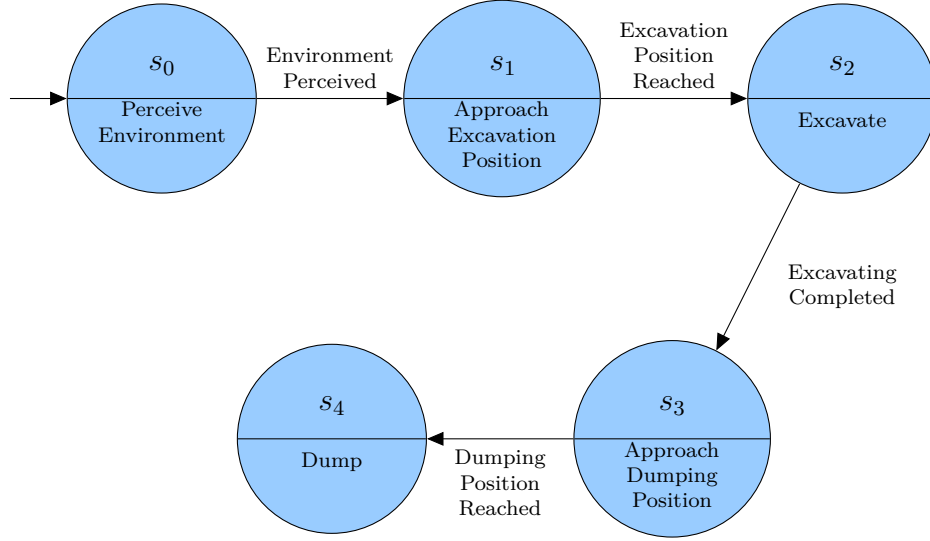 s0
Perceive
Environment
Environment
Perceived
s1
Approach
Excavation
Position
Excavation
Position
Reached
s2
Excavate
Excavating
Completed
s3
Approach
Dumping
Position
Dumping
Position
Reached
s4
Dump